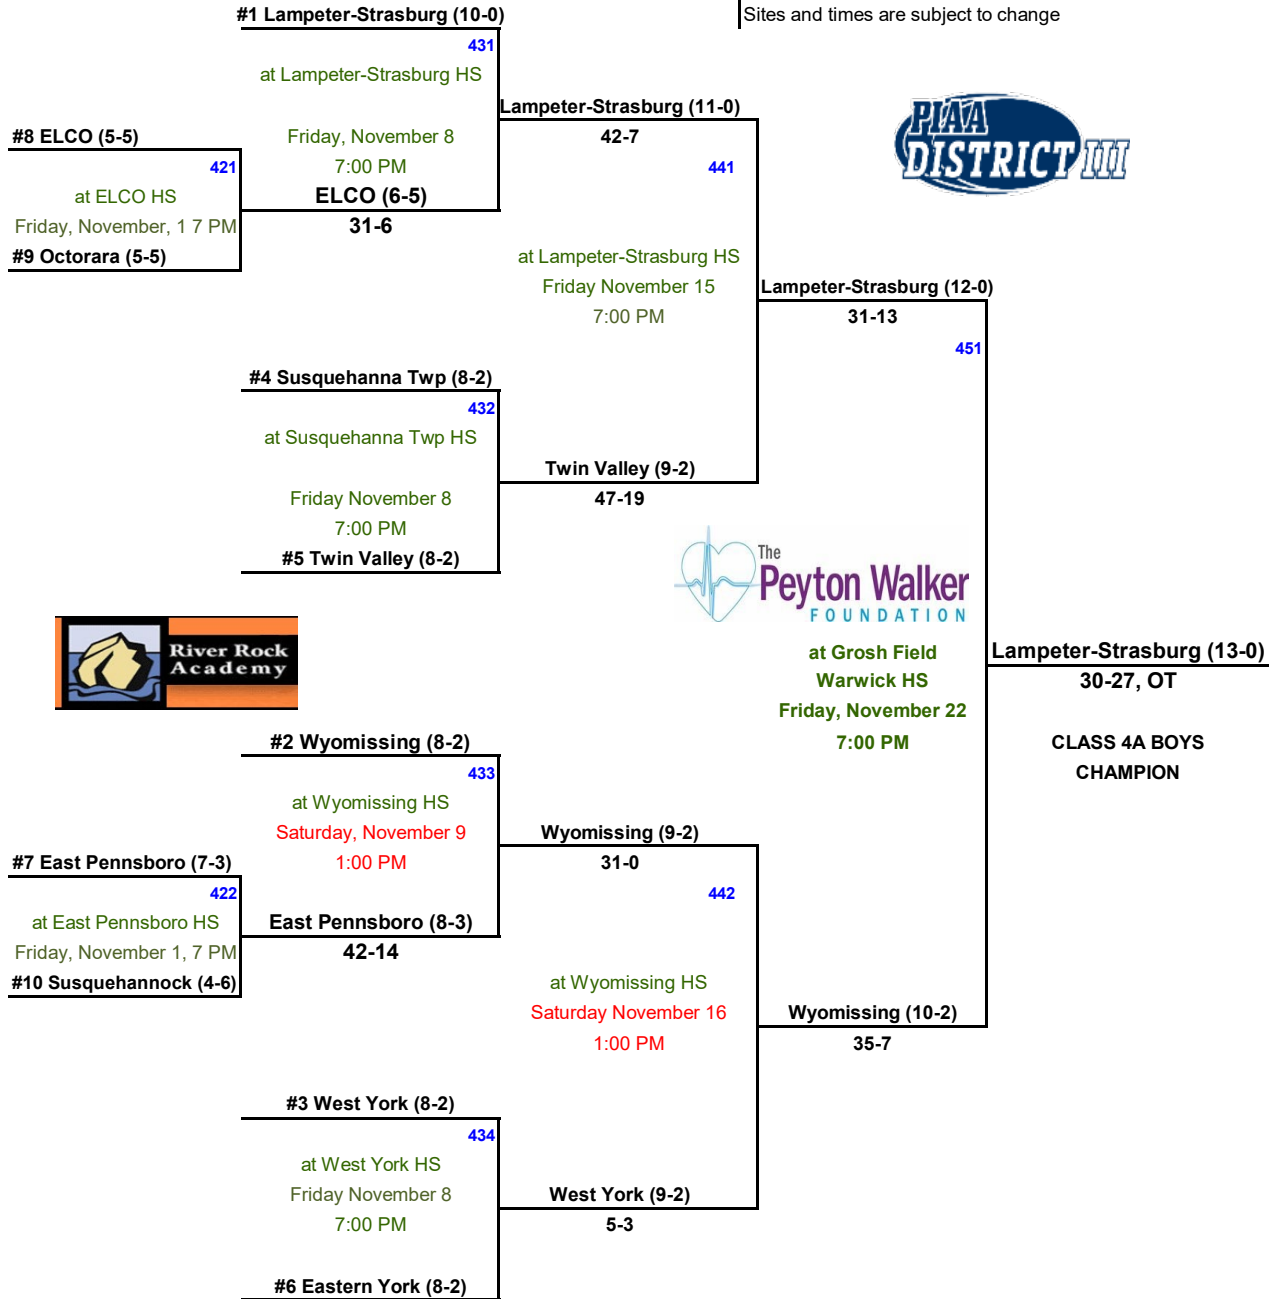 #1 Lampeter-Strasburg (10-0)
Sites and times are subject to change
431
at Lampeter-Strasburg HS
Lampeter-Strasburg (11-0)
PIAA
DISTRICT III
#8 ELCO (5-5)
Friday, November 8
42-7
421
7:00 PM
441
at ELCO HS
ELCO (6-5)
Friday, November, 1 7 PM
31-6
#9 Octorara (5-5)
at Lampeter-Strasburg HS
Friday November 15
Lampeter-Strasburg (12-0)
7:00 PM
31-13
451
#4 Susquehanna Twp (8-2)
432
at Susquehanna Twp HS
Twin Valley (9-2)
Friday November 8
47-19
7:00 PM
#5 Twin Valley (8-2)
The
Peyton Walker
FOUNDATION
River Rock
Academy
at Grosh Field
Lampeter-Strasburg (13-0)
Warwick HS
30-27, OT
Friday, November 22
7:00 PM
CLASS 4A BOYS
CHAMPION
#2 Wyomissing (8-2)
433
at Wyomissing HS
Saturday, November 9
Wyomissing (9-2)
#7 East Pennsboro (7-3)
1:00 PM
31-0
422
442
at East Pennsboro HS
East Pennsboro (8-3)
Friday, November 1, 7 PM
42-14
#10 Susquehannock (4-6)
at Wyomissing HS
Saturday November 16
Wyomissing (10-2)
1:00 PM
35-7
#3 West York (8-2)
434
at West York HS
Friday November 8
West York (9-2)
7:00 PM
5-3
#6 Eastern York (8-2)